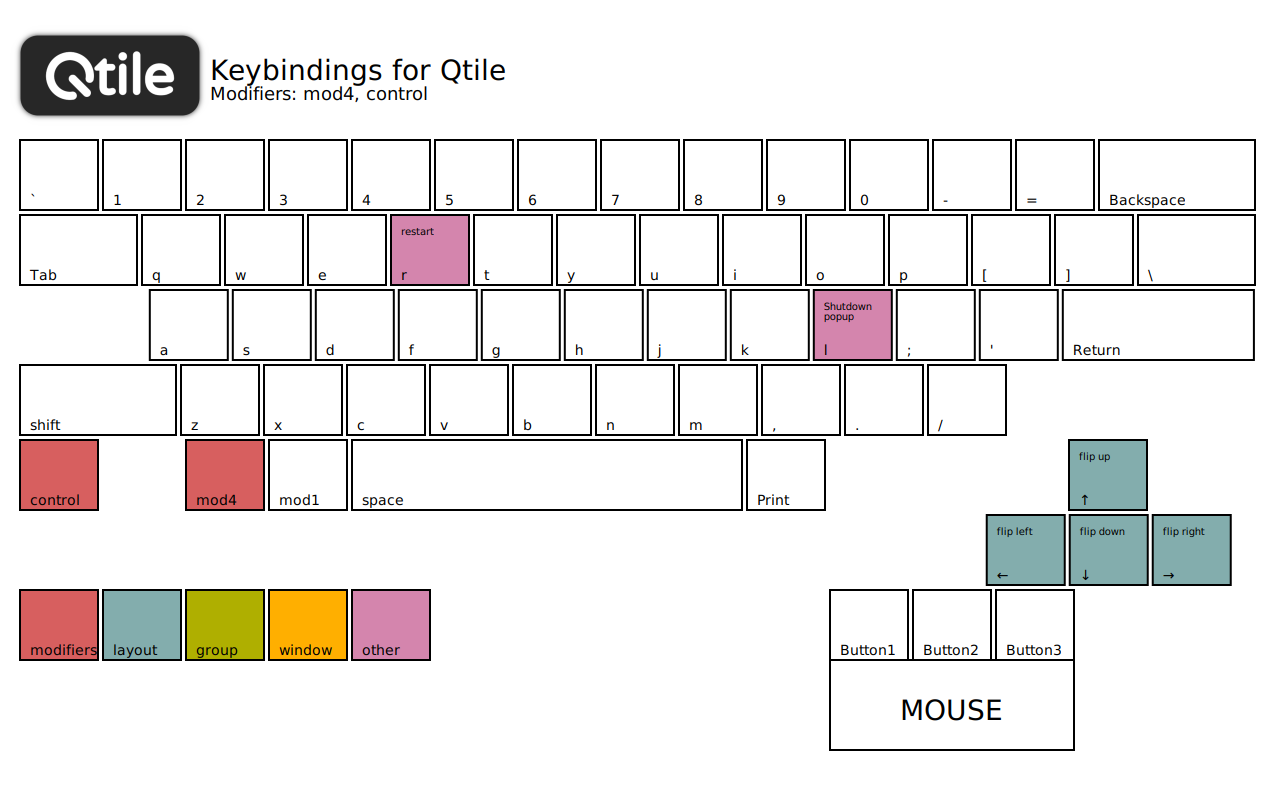 Qtile
Keybindings for Qtile
Modifiers: mod4, control
` 1 2 3 4 5 6 7 8 9 0 - = Backspace
restart
Tab q w e r t y u i o p [ ] \
Shutdown
popup
a s d f g h j k l ; ' Return
shift z x c v b n m , . /
flip up
control mod4 mod1 space Print ↑
flip left flip down flip right
← ↓ →
modifiers layout group window other Button1 Button2 Button3
MOUSE